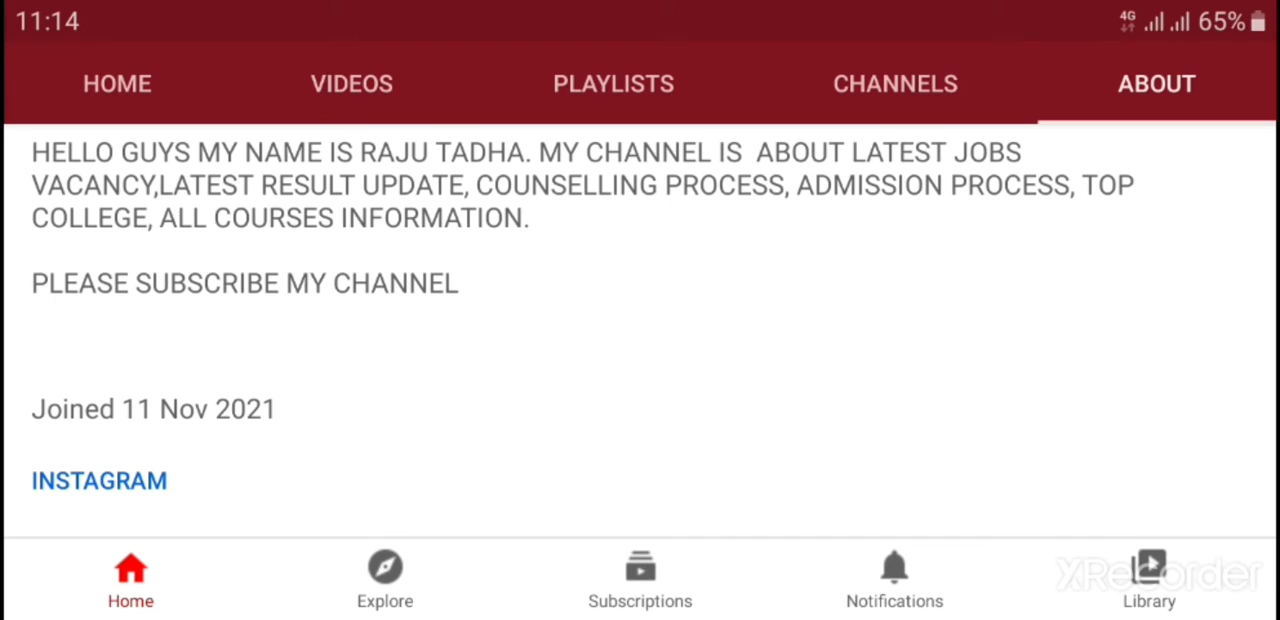 11:14 4G 65%
HOME VIDEOS PLAYLISTS CHANNELS ABOUT
HELLO GUYS MY NAME IS RAJU TADHA. MY CHANNEL IS  ABOUT LATEST JOBS
VACANCY,LATEST RESULT UPDATE, COUNSELLING PROCESS, ADMISSION PROCESS, TOP
COLLEGE, ALL COURSES INFORMATION.
PLEASE SUBSCRIBE MY CHANNEL
Joined 11 Nov 2021
INSTAGRAM
XRecorder
Home Explore Subscriptions Notifications Library